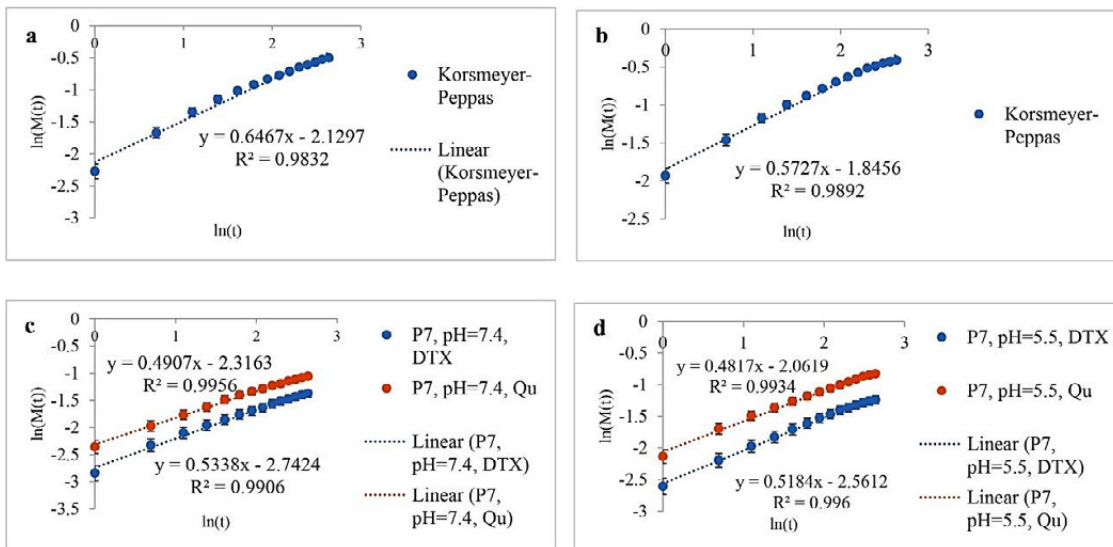 a
0
1
2
3
0
-0.5
-1
-1.5
-2
-2.5
-3
ln(M(t))
y = 0.6467x - 2.1297
R² = 0.9832
ln(t)
Korsmeyer-
Peppas
Linear
(Korsmeyer-
Peppas)
b
0
1
2
3
0
-0.5
-1
-1.5
-2
-2.5
ln(M(t))
y = 0.5727x - 1.8456
R² = 0.9892
ln(t)
Korsmeyer-
Peppas
c
0
1
2
3
0
-0.5
-1
-1.5
-2
-2.5
-3
-3.5
ln(M(t))
y = 0.4907x - 2.3163
R² = 0.9956
y = 0.5338x - 2.7424
R² = 0.9906
ln(t)
P7, pH=7.4,
DTX
P7, pH=7.4, Qu
Linear (P7,
pH=7.4, DTX)
Linear (P7,
pH=7.4, Qu)
d
0
1
2
3
0
-0.5
-1
-1.5
-2
-2.5
-3
ln(M(t))
y = 0.4817x - 2.0619
R² = 0.9934
y = 0.5184x - 2.5612
R² = 0.996
ln(t)
P7, pH=5.5, DTX
P7, pH=5.5, Qu
Linear (P7,
pH=5.5, DTX)
Linear (P7,
pH=5.5, Qu)